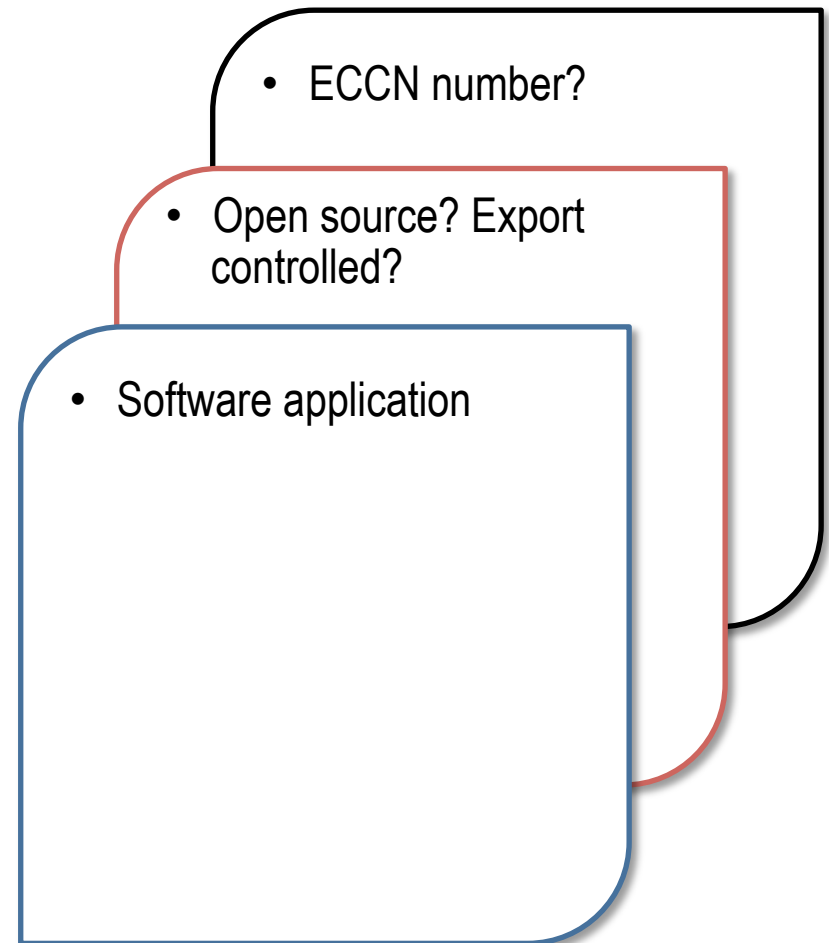 • ECCN number?
• Open source? Export
controlled?
• Software application